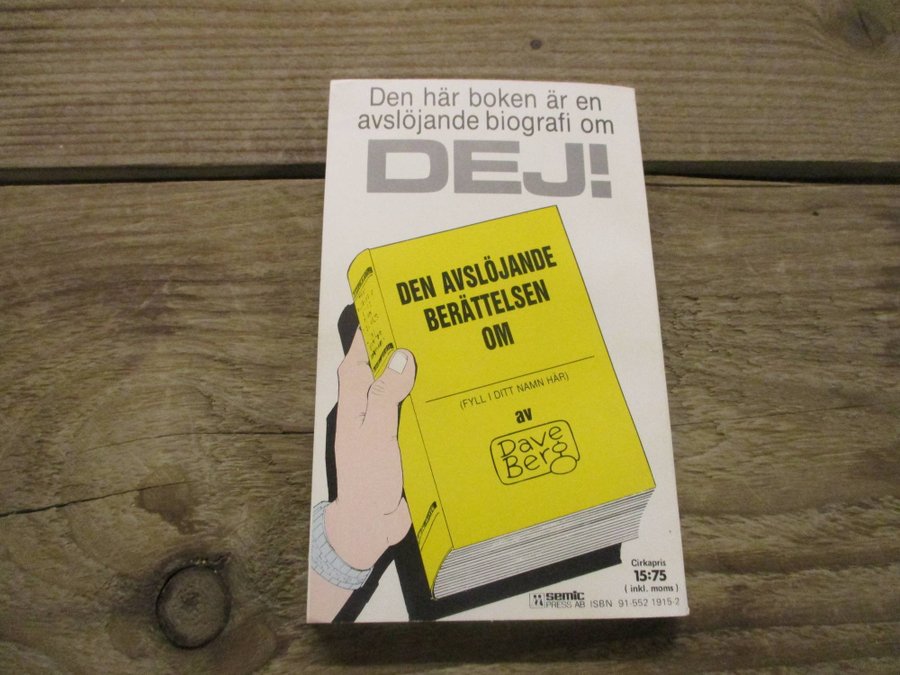 Den här boken är en
avslöjande biografi om
DEJ!
DEN AVSLÖJANDE
BERÄTTELSEN
OM
(FYLL I DITT NAMN HÄR)
av
Dave
Berg
Cirkapris
15:75
( inkl. moms )
semic
PRESS AB ISBN 91-552 1915-2